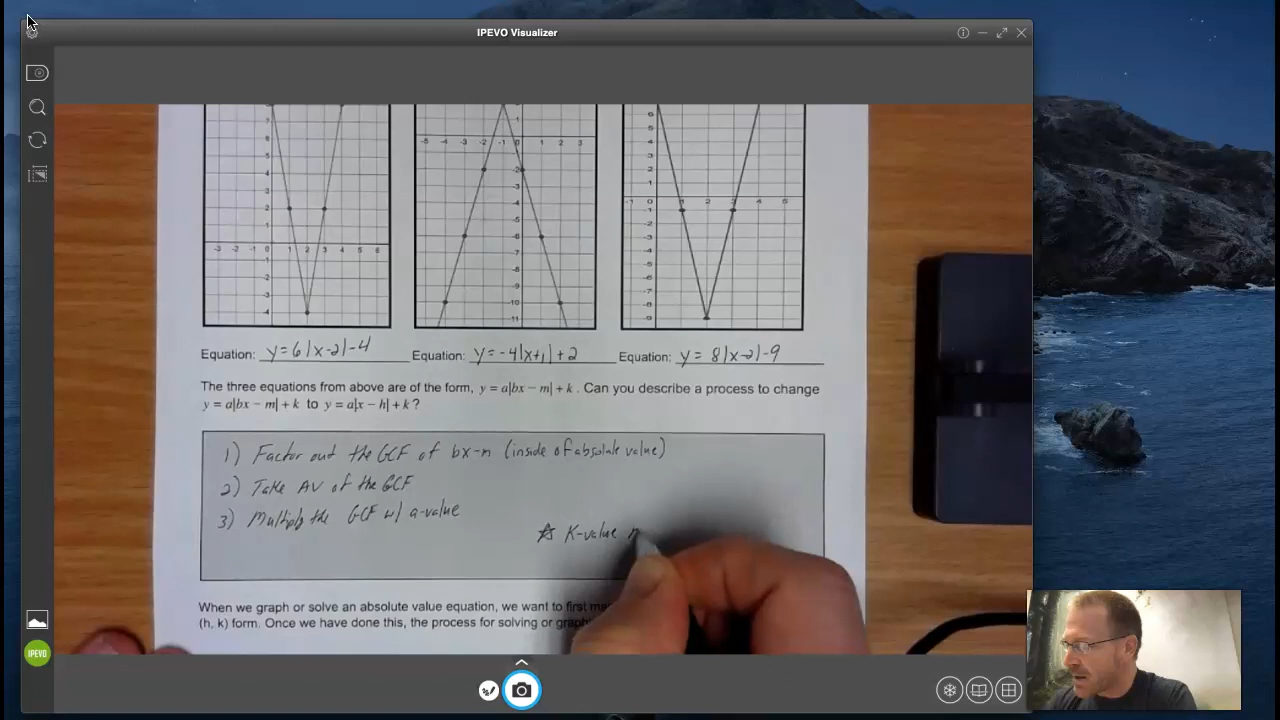 IPEVO Visualizer
Equation: y=6|x-2|-4 Equation: y=-4|x+1|+2 Equation: y= 8|x-2|-9
The three equations from above are of the form, y = a|bx − m| + k . Can you describe a process to change
y = a|bx − m| + k to y = a|x − h| + k ?
1) Factor out the GCF of bx-m (inside of absolute value)
2) Take AV of the GCF
3) Multiply the GCF w/ a-value
☆ K-value
When we graph or solve an absolute value equation, we want to first
(h, k) form. Once we have done this, the process for solving or
IPEVO